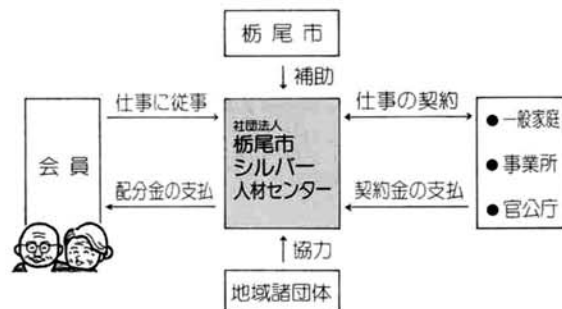 栃尾市
補助
仕事に従事
仕事の契約
会員
社団法人
栃尾市
シルバー
人材センター
●一般家庭
●事業所
●官公庁
配分金の支払
契約金の支払
協力
地域諸団体